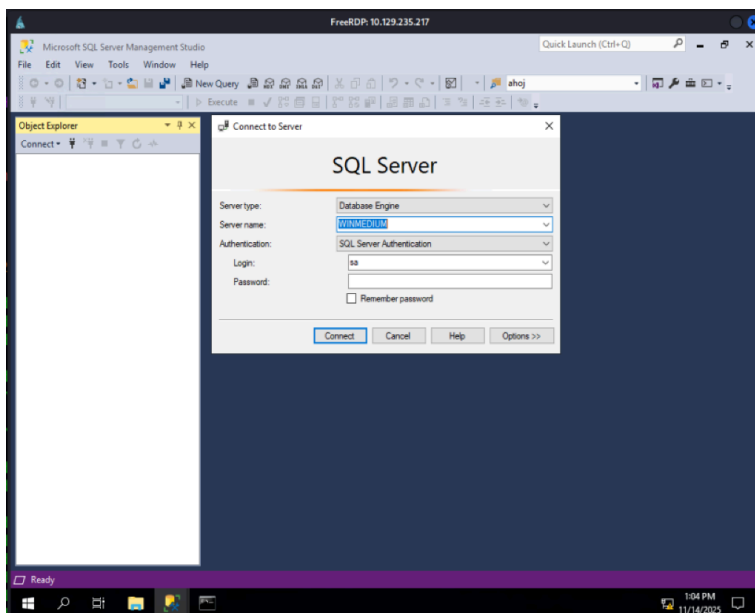 FreeRDP: 10.129.235.217
Microsoft SQL Server Management Studio
Quick Launch (Ctrl+Q)
File Edit View Tools Window Help
New Query
ahoj
Execute
Object Explorer
Connect
Connect to Server
SQL Server
Server type: Database Engine
Server name: WINMEDIUM
Authentication: SQL Server Authentication
Login: sa
Password:
Remember password
Connect Cancel Help Options >>
Ready
1:04 PM
11/14/2025